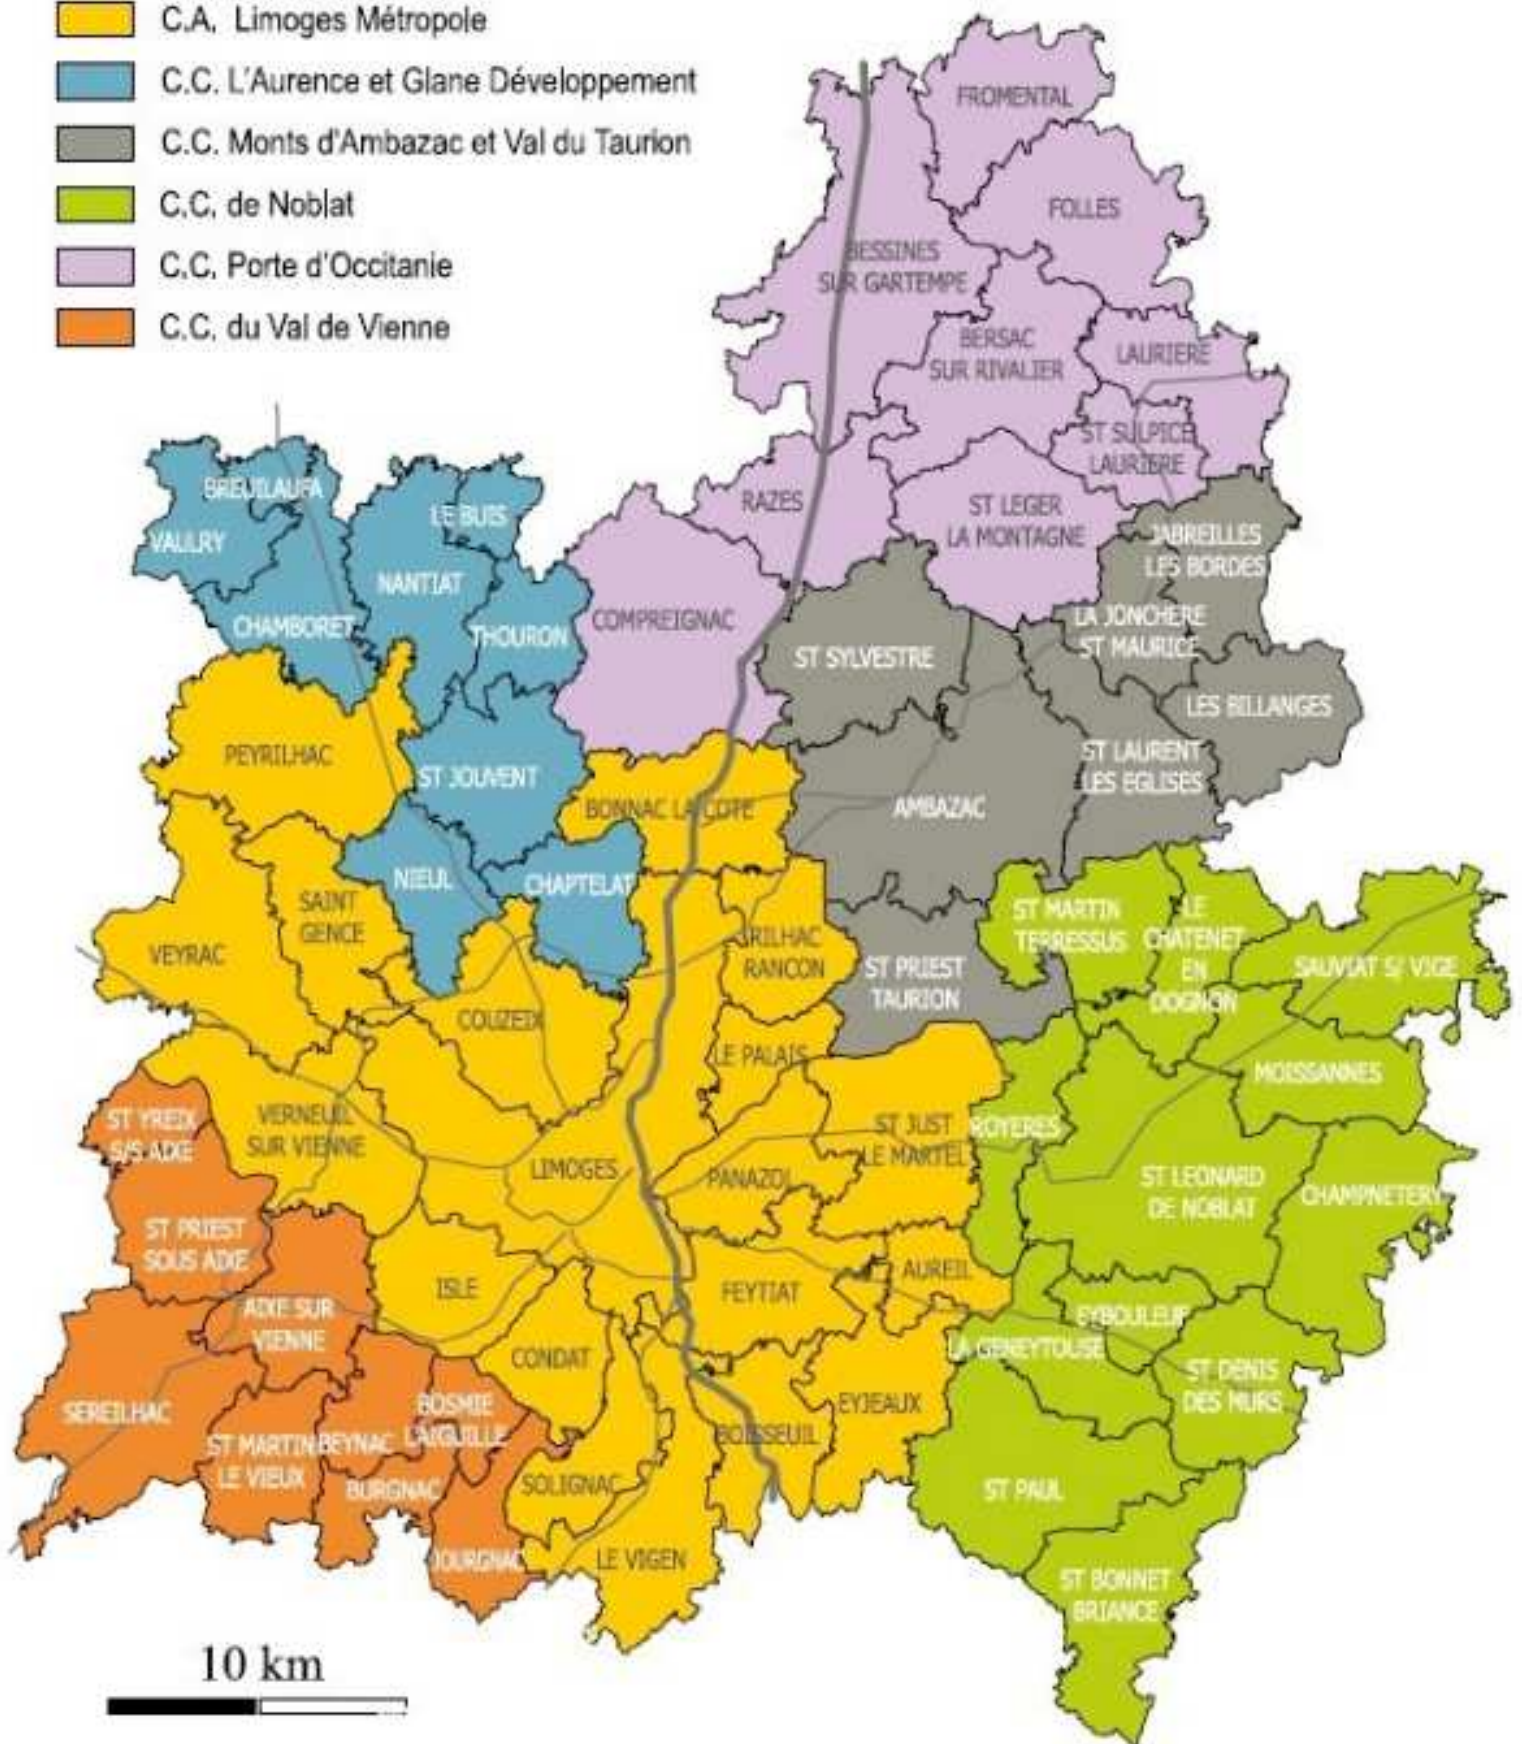 C.A. Limoges Métropole
C.C. L'Aurence et Glane Développement
C.C. Monts d'Ambazac et Val du Taurion
C.C. de Noblat
C.C. Porte d'Occitanie
C.C. du Val de Vienne
FROMENTAL
FOLLES
BESSINES
SUR GARTEMPE
BERSAC
SUR RIVALIER
LAURIERE
ST SULPICE
LAURIERE
RAZES
ST LEGER
LA MONTAGNE
BREUILAUFA
VAULRY
LE BUIS
NANTIAT
CHAMBORET
THOURON
COMPREIGNAC
JABREILLES
LES BORDES
LA JONCHERE
ST MAURICE
ST SYLVESTRE
LES BILLANGES
PEYRILHAC
ST JOUVENT
ST LAURENT
LES EGLISES
BONNAC LA COTE
AMBAZAC
NIEUL
CHAPTELAT
SAINT
GENCE
VEYRAC
RILHAC
RANCON
ST PRIEST
TAURION
ST MARTIN
TERRESSUS
LE
CHATENET
EN
DOGNON
SAUVIAT S/ VIGE
COUZEIX
LE PALAIS
MOISSANNES
ST YREIX
S/S AIXE
VERNEUIL
SUR VIENNE
ST JUST
LE MARTEL
ROYERES
LIMOGES
PANAZOL
ST LEONARD
DE NOBLAT
CHAMPNETERY
ST PRIEST
SOUS AIXE
ISLE
FEYTIAT
AUREIL
AIXE SUR
VIENNE
EYBOULEUF
LA GENEYTOUSE
CONDAT
ST DENIS
DES MURS
SEREILHAC
BOSMIE
L'AIGUILLE
EYJEAUX
ST MARTIN
LE VIEUX
BEYNAC
BOISSEUIL
BURGNAC
SOLIGNAC
ST PAUL
JOURGNAC
LE VIGEN
ST BONNET
BRIANCE
10 km